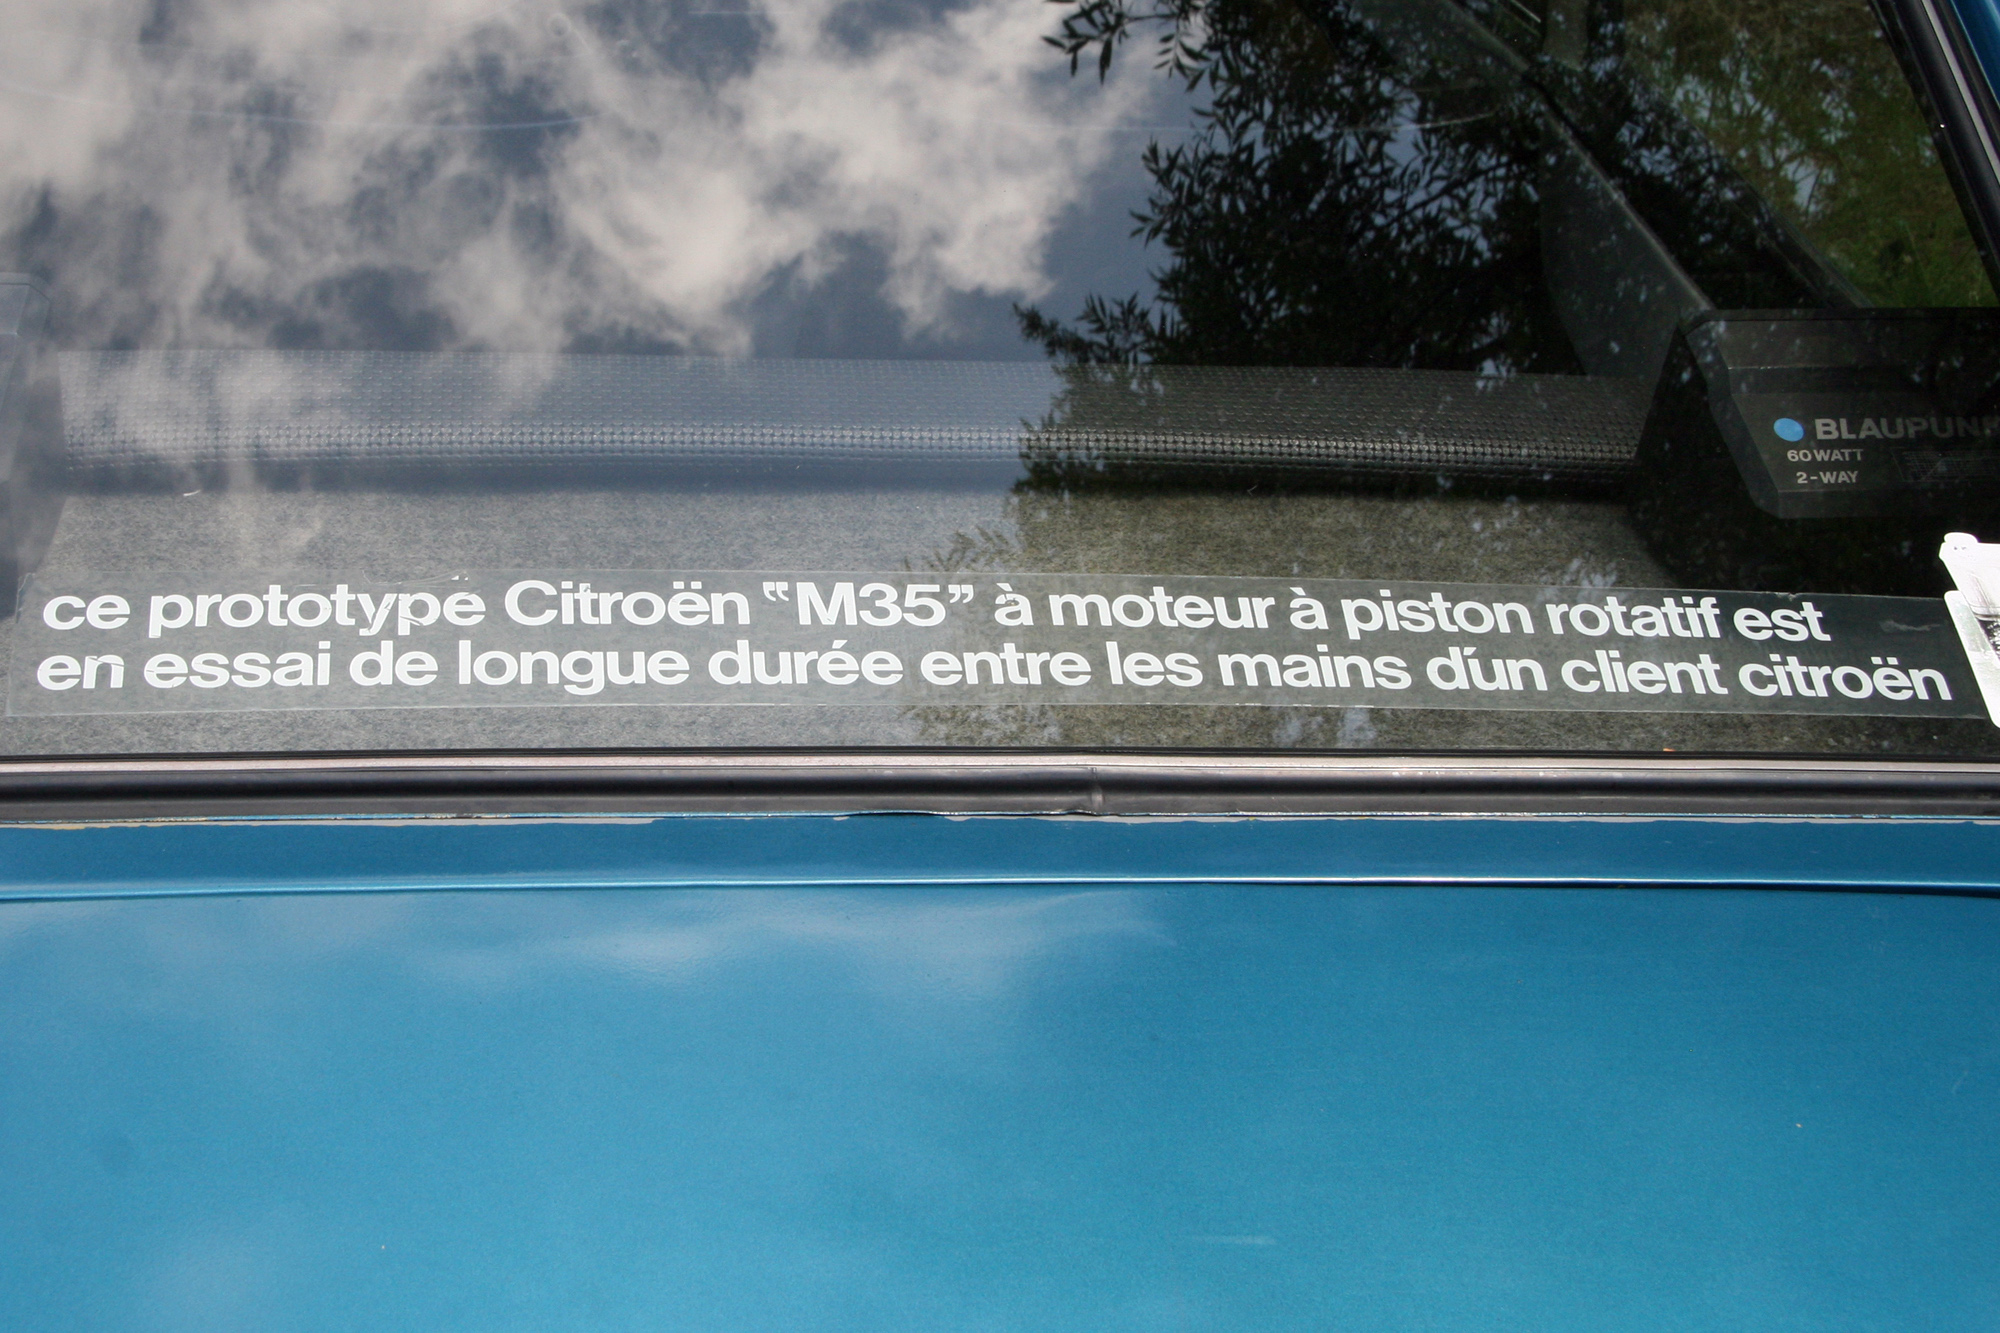 BLAUPUN
60 WATT
2-WAY
ce prototype Citroën “M35” à moteur à piston rotatif est
en essai de longue durée entre les mains d'un client citroën